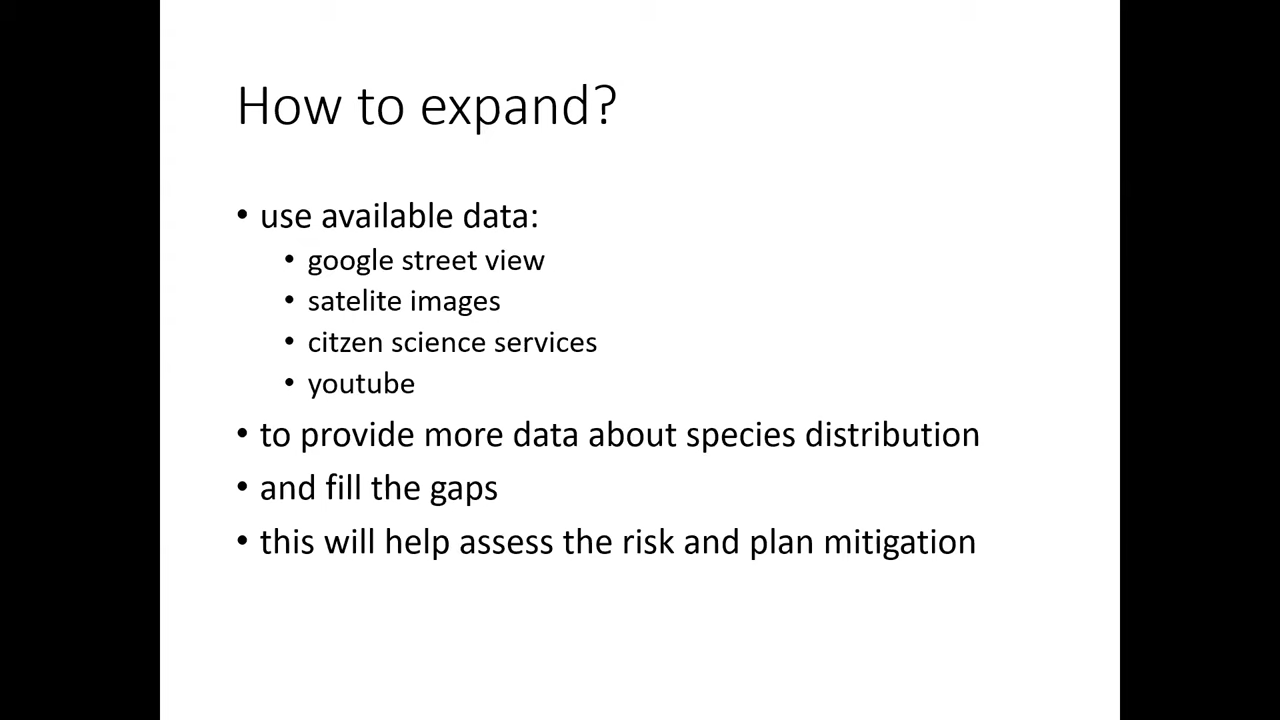 How to expand?
• use available data:
• google street view
• satelite images
• citzen science services
• youtube
• to provide more data about species distribution
• and fill the gaps
• this will help assess the risk and plan mitigation